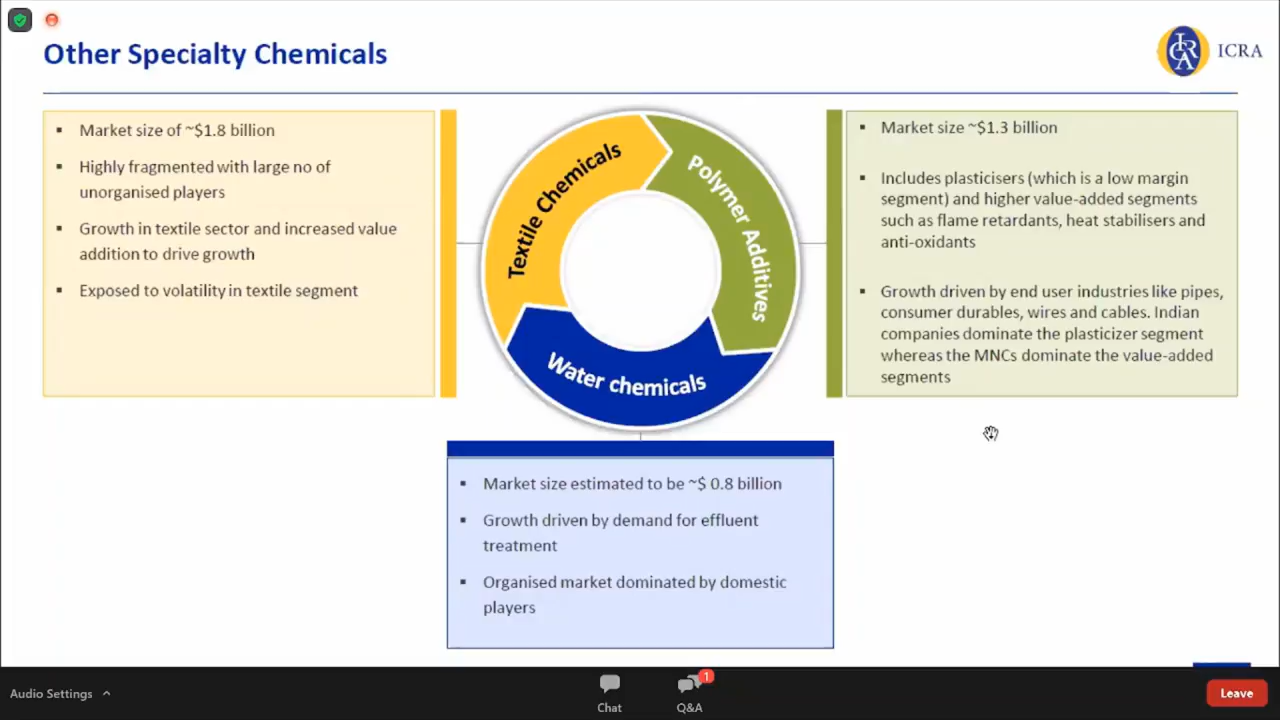 Other Specialty Chemicals
ICRA
ICRA
▪ Market size of ~$1.8 billion
▪ Highly fragmented with large no of
unorganised players
▪ Growth in textile sector and increased value
addition to drive growth
▪ Exposed to volatility in textile segment
Textile Chemicals
Polymer Additives
Water chemicals
▪ Market size ~$1.3 billion
▪ Includes plasticisers (which is a low margin
segment) and higher value-added segments
such as flame retardants, heat stabilisers and
anti-oxidants
▪ Growth driven by end user industries like pipes,
consumer durables, wires and cables. Indian
companies dominate the plasticizer segment
whereas the MNCs dominate the value-added
segments
▪ Market size estimated to be ~$ 0.8 billion
▪ Growth driven by demand for effluent
treatment
▪ Organised market dominated by domestic
players
Audio Settings
Chat
1
Q&A
Leave